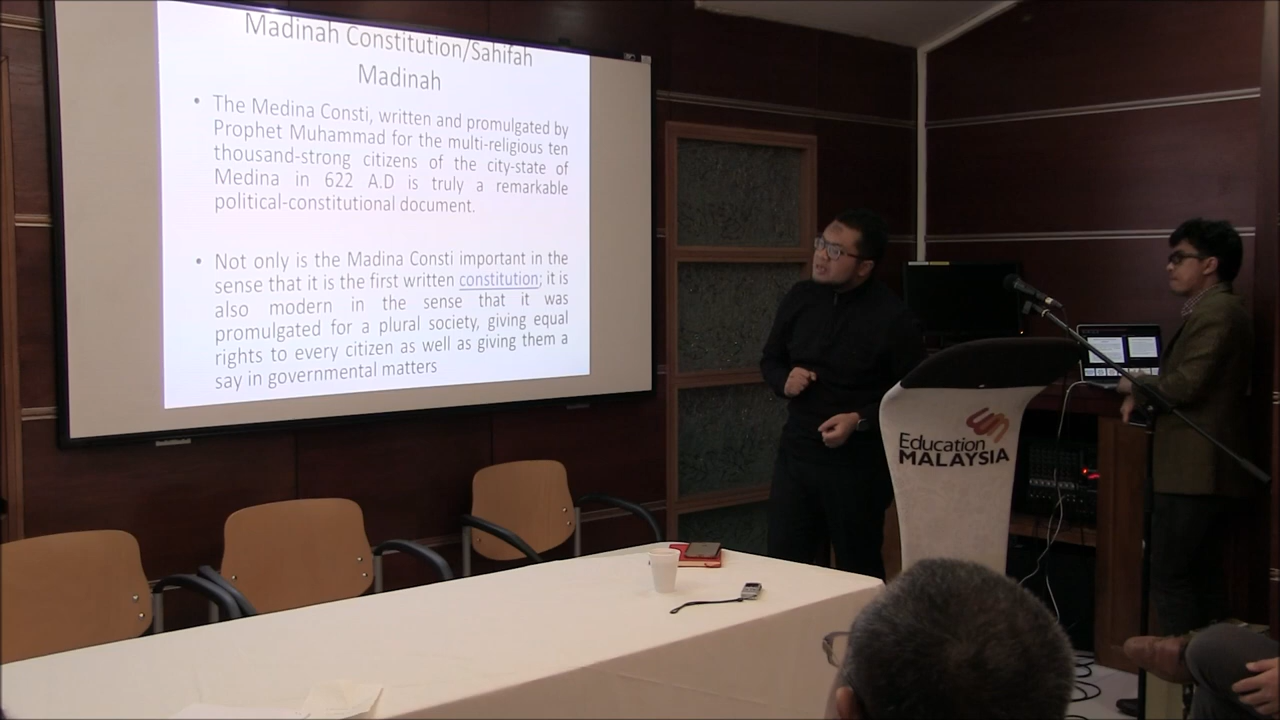 Madinah Constitution/Sahifah
Madinah
• The Medina Consti, written and promulgated by
Prophet Muhammad for the multi-religious ten
thousand-strong citizens of the city-state of
Medina in 622 A.D is truly a remarkable
political-constitutional document.
• Not only is the Madina Consti important in the
sense that it is the first written constitution; it is
also modern in the sense that it was
promulgated for a plural society, giving equal
rights to every citizen as well as giving them a
say in governmental matters
Education
MALAYSIA